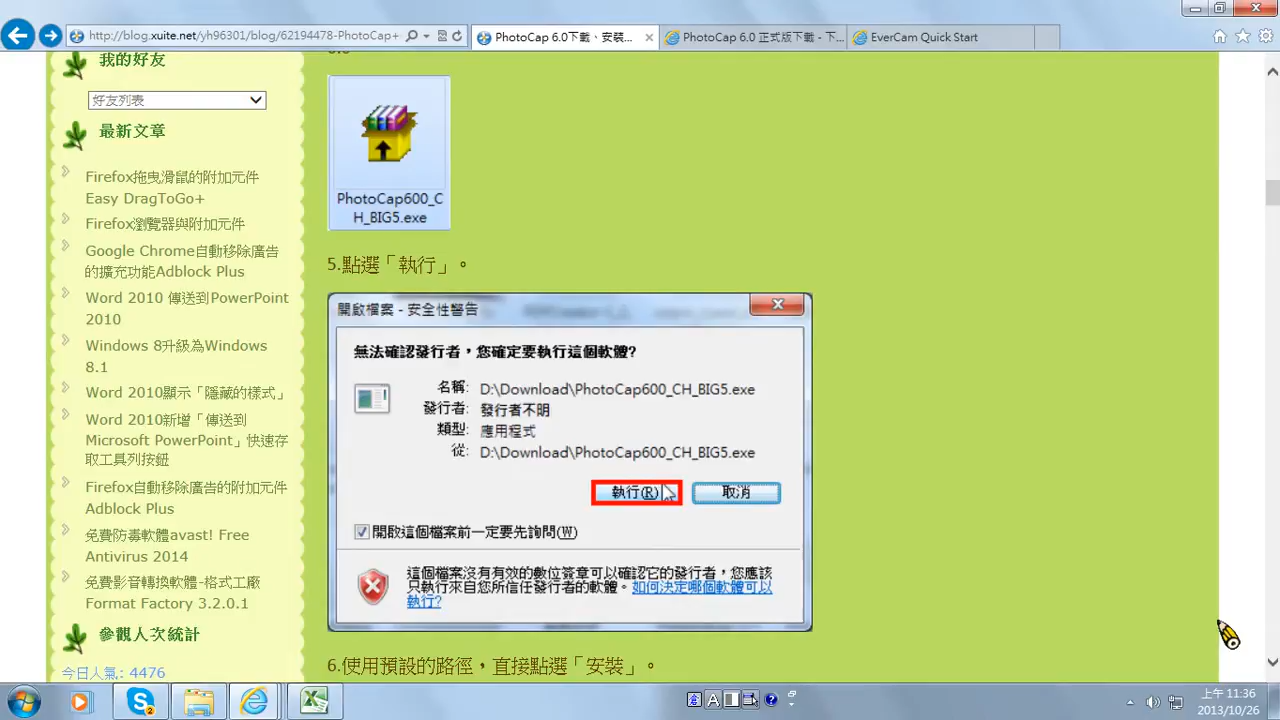 http://blog.xuite.net/yh96301/blog/62194478-PhotoCap+
PhotoCap 6.0下載、安裝...
PhotoCap 6.0 正式版下載 - 下...
EverCam Quick Start
我的好友
好友列表
最新文章
Firefox拖曳滑鼠的附加元件
Easy DragToGo+
Firefox瀏覽器與附加元件
Google Chrome自動移除廣告
的擴充功能Adblock Plus
Word 2010 傳送到PowerPoint
2010
Windows 8升級為Windows
8.1
Word 2010顯示「隱藏的樣式」
Word 2010新增「傳送到
Microsoft PowerPoint」快速存
取工具列按鈕
Firefox自動移除廣告的附加元件
Adblock Plus
免費防毒軟體avast! Free
Antivirus 2014
免費影音轉換軟體-格式工廠
Format Factory 3.2.0.1
參觀人次統計
今日人氣: 4476
PhotoCap600_C
H_BIG5.exe
5.點選「執行」。
開啟檔案 - 安全性警告
無法確認發行者，您確定要執行這個軟體?
名稱: D:\Download\PhotoCap600_CH_BIG5.exe
發行者: 發行者不明
類型: 應用程式
從: D:\Download\PhotoCap600_CH_BIG5.exe
執行(R)
取消
開啟這個檔案前一定要先詢問(W)
這個檔案沒有有效的數位簽章可以確認它的發行者，您應該
只執行來自您所信任發行者的軟體。如何決定哪個軟體可以
執行?
6.使用預設的路徑，直接點選「安裝」。
A
上午 11:36
2013/10/26